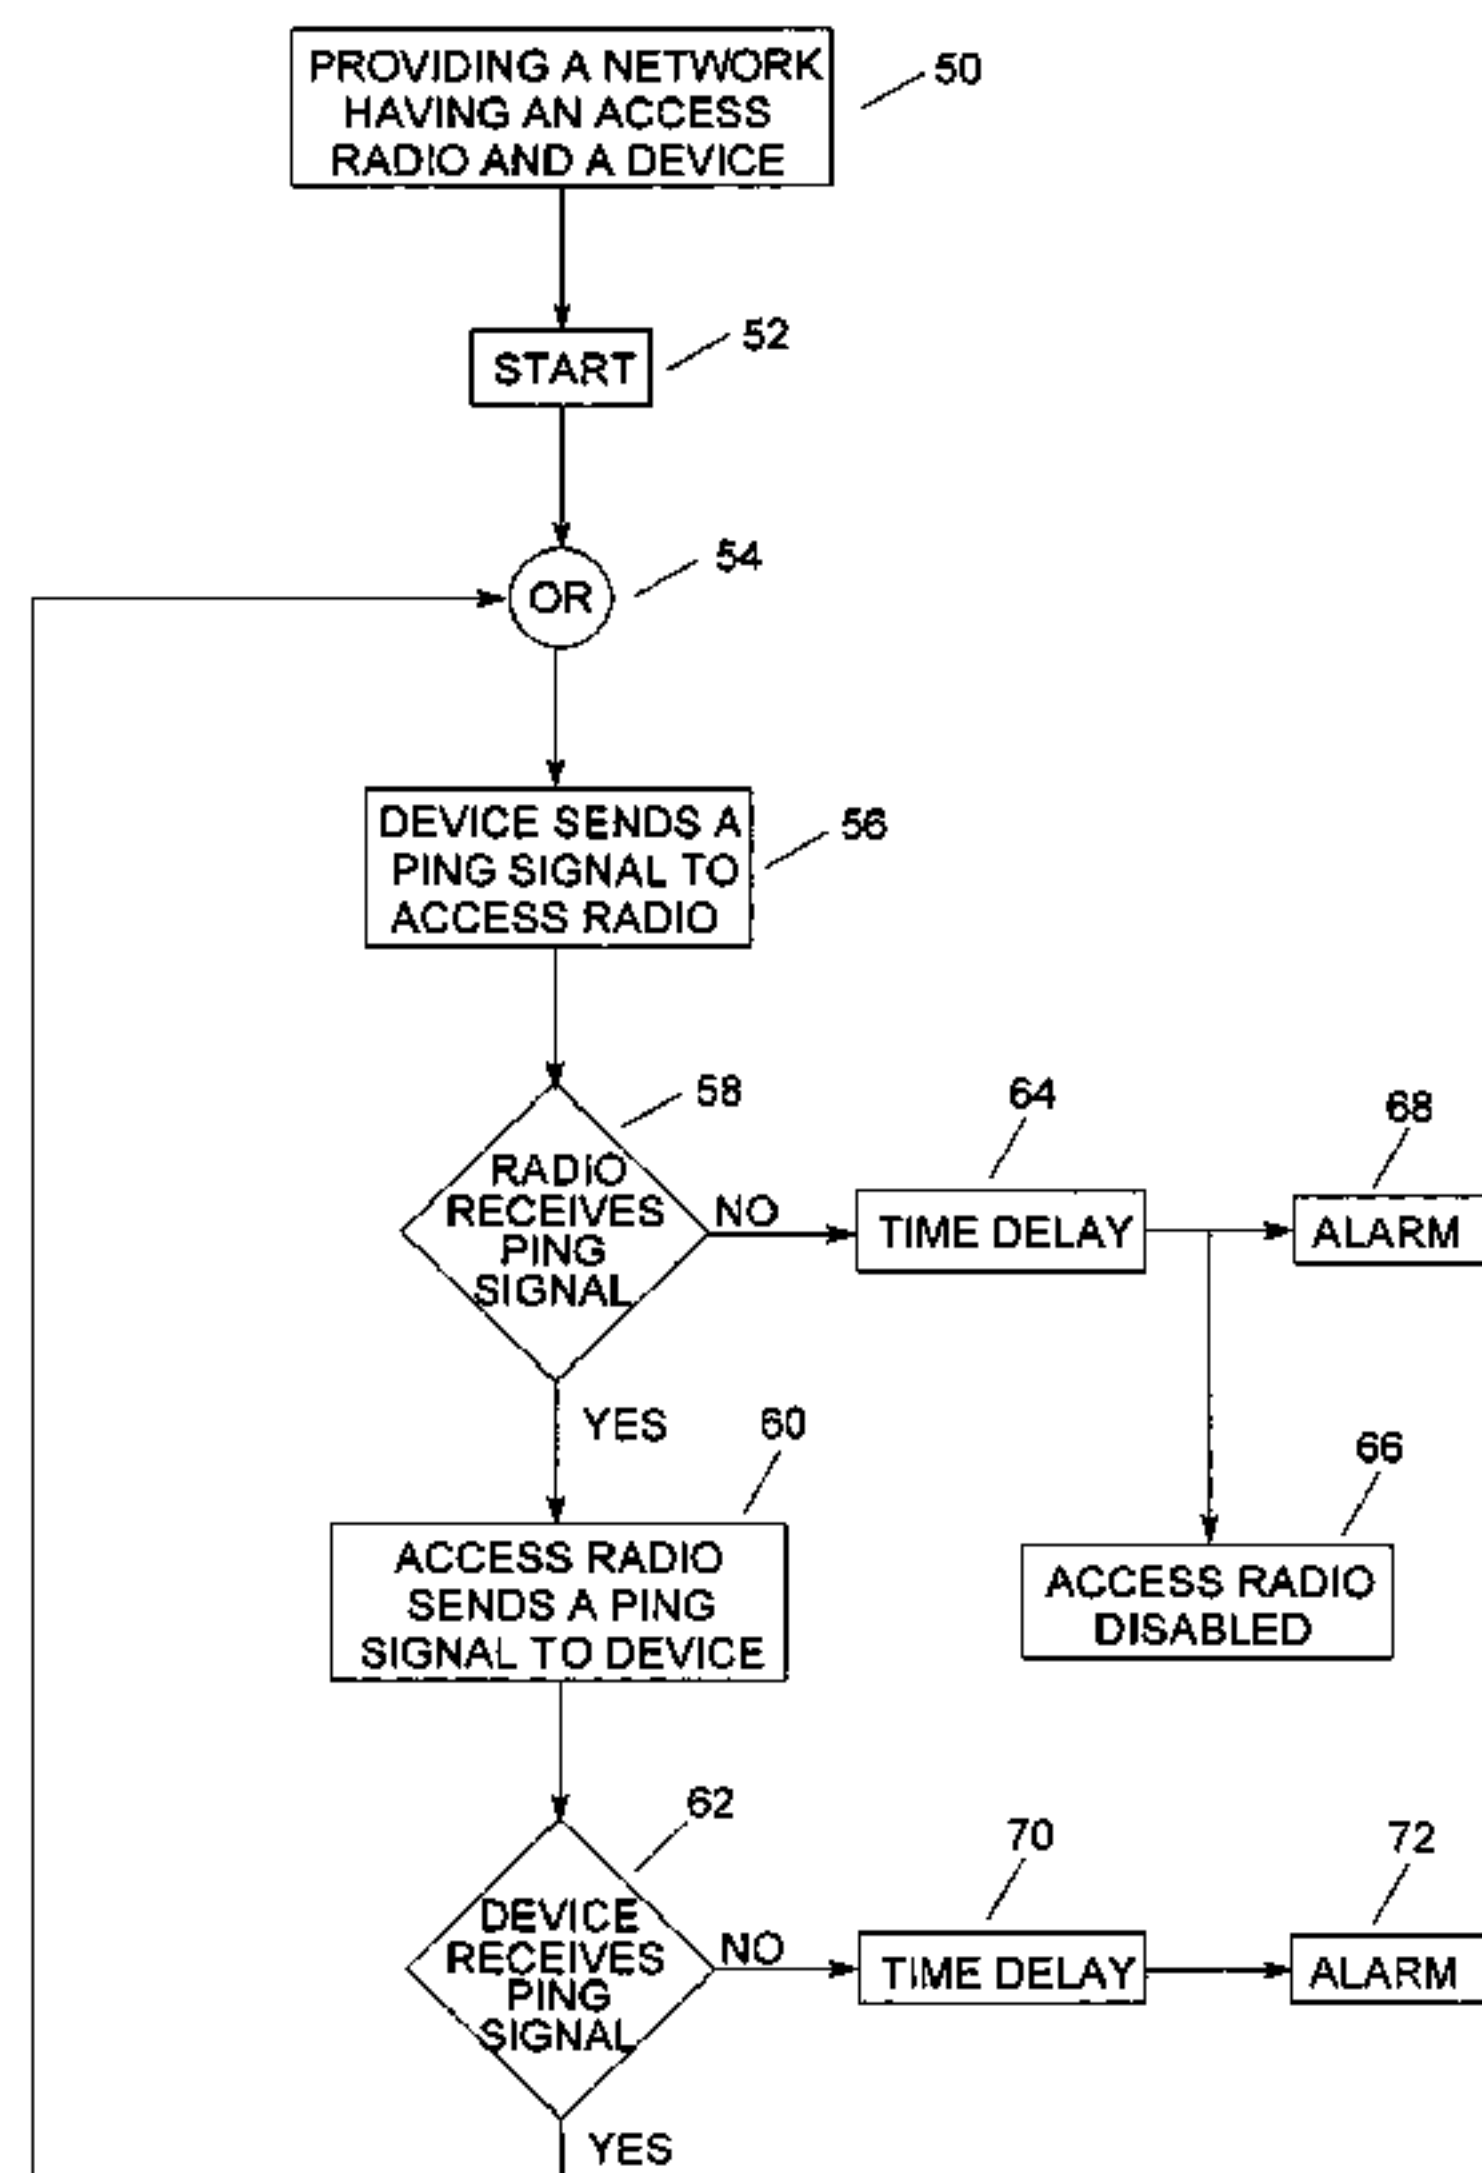 PROVIDING A NETWORK
HAVING AN ACCESS
RADIO AND A DEVICE
50
START
52
OR
54
DEVICE SENDS A
PING SIGNAL TO
ACCESS RADIO
56
58
RADIO
RECEIVES
PING
SIGNAL
NO
64
TIME DELAY
68
ALARM
YES
60
ACCESS RADIO
SENDS A PING
SIGNAL TO DEVICE
66
ACCESS RADIO
DISABLED
62
DEVICE
RECEIVES
PING
SIGNAL
NO
70
TIME DELAY
72
ALARM
YES